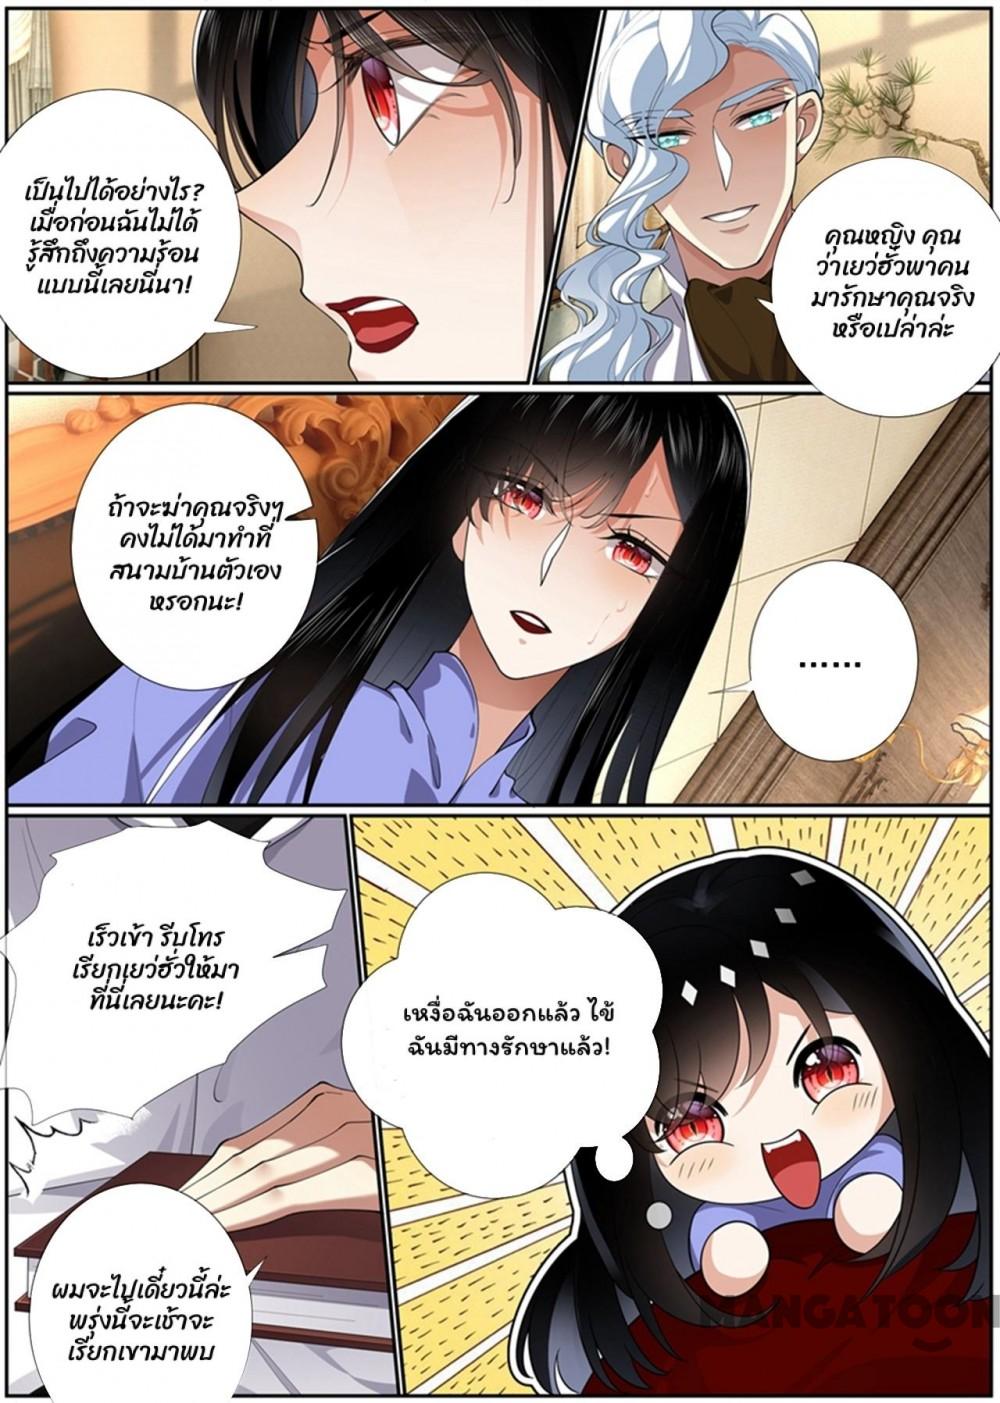 เป็นไปได้อย่างไร?
เมื่อก่อนฉันไม่ได้
รู้สึกถึงความร้อน
แบบนี้เลยนี่นา!
คุณหญิง คุณ
ว่าเยว่ฮั่วพาคน
มารักษาคุณจริง
หรือเปล่าล่ะ
ถ้าจะฆ่าคุณจริงๆ
คงไม่ได้มาทำที่
สนามบ้านตัวเอง
หรอกนะ!
......
เร็วเข้า รีบโทร
เรียกเยว่ฮั่วให้มา
ที่นี่เลยนะคะ!
เหงื่อฉันออกแล้ว ไข้
ฉันมีทางรักษาแล้ว!
ผมจะไปเดี๋ยวนี้ล่ะ
พรุ่งนี้จะเช้าจะ
เรียกเขามาพบ
MANGATOON